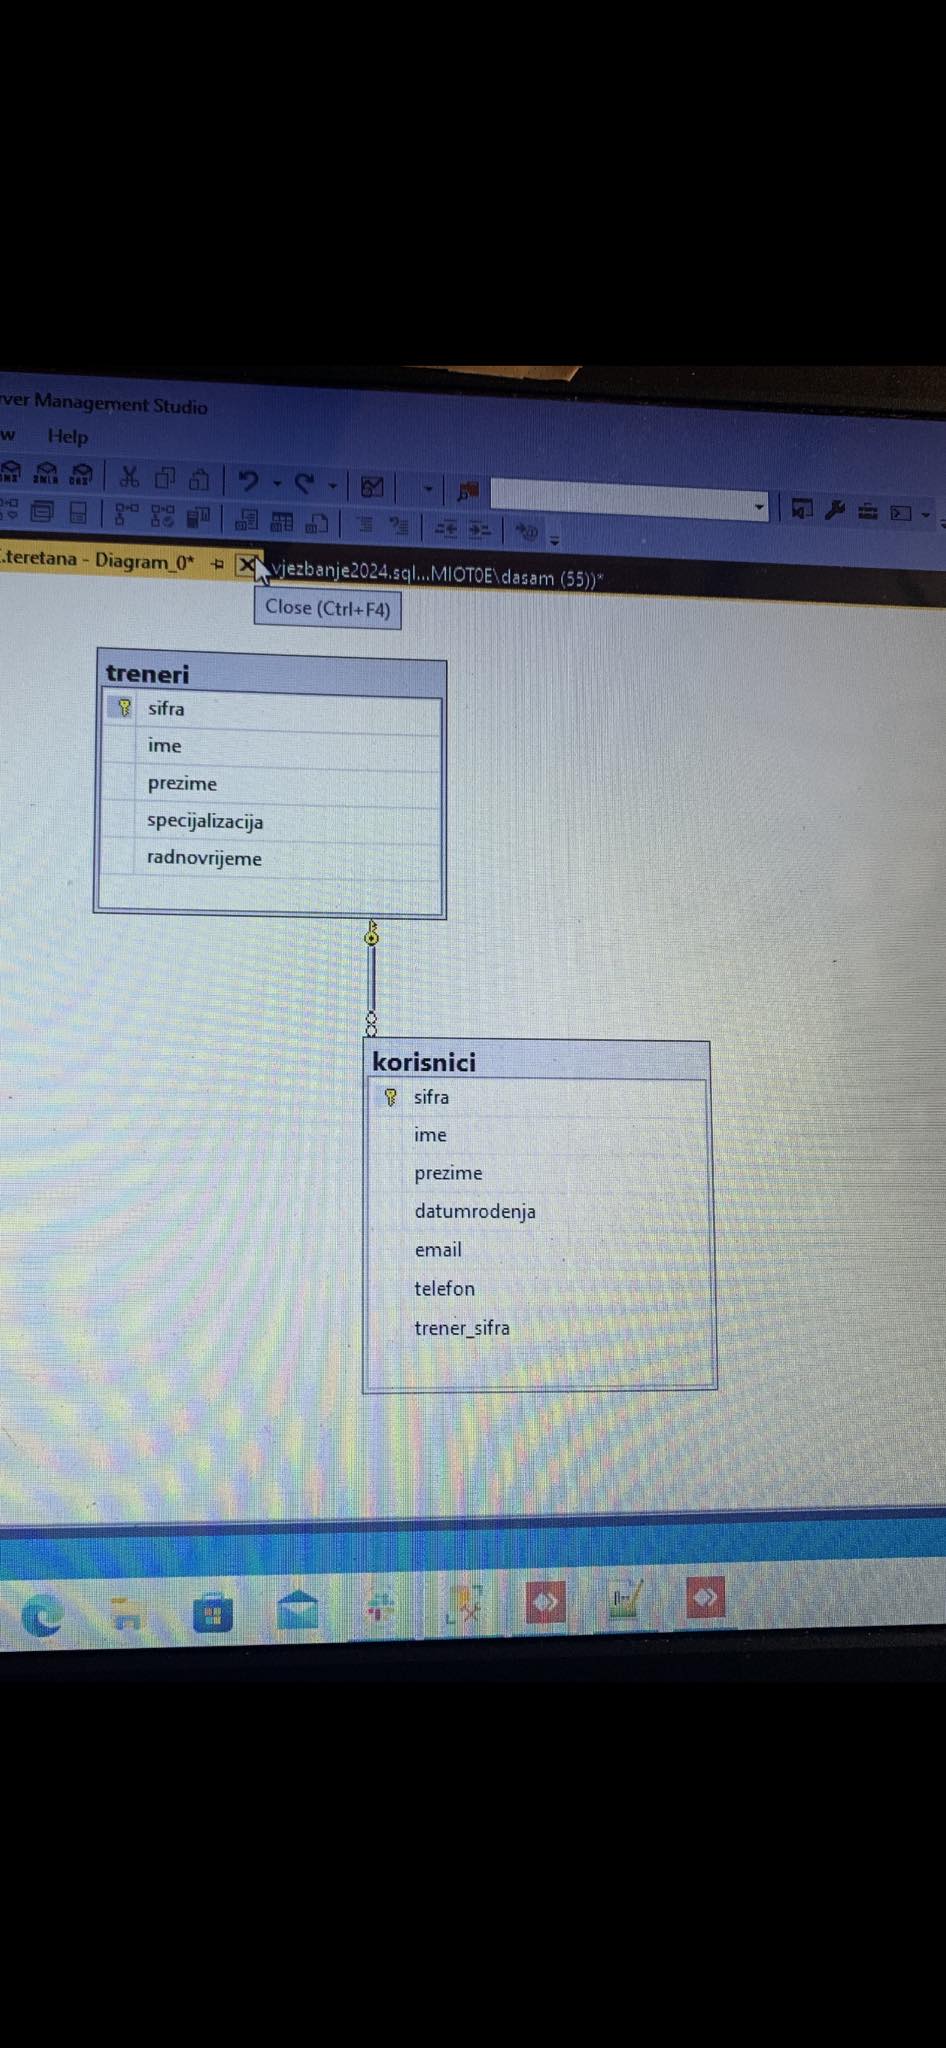 ver Management Studio
w Help
.teretana - Diagram_0* vjezbanje2024.sql...MIOT0E\dasam (55))*
Close (Ctrl+F4)
treneri
sifra
ime
prezime
specijalizacija
radnovrijeme
korisnici
sifra
ime
prezime
datumrodenja
email
telefon
trener_sifra